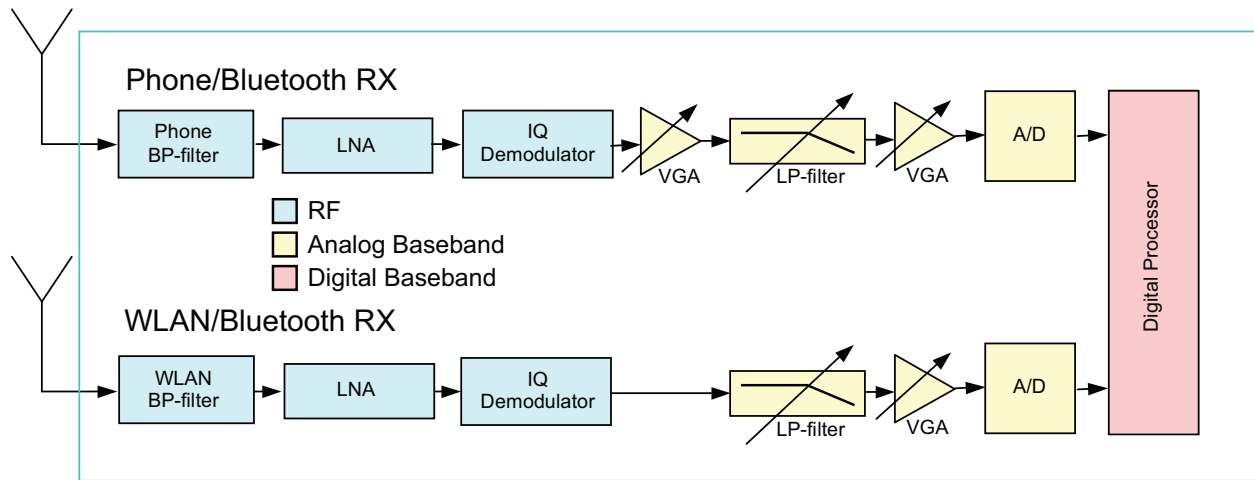 Phone/Bluetooth RX
Phone
BP-filter
LNA
IQ
Demodulator
VGA
LP-filter
VGA
A/D
RF
Analog Baseband
Digital Baseband
Digital Processor
WLAN/Bluetooth RX
WLAN
BP-filter
LNA
IQ
Demodulator
LP-filter
VGA
A/D